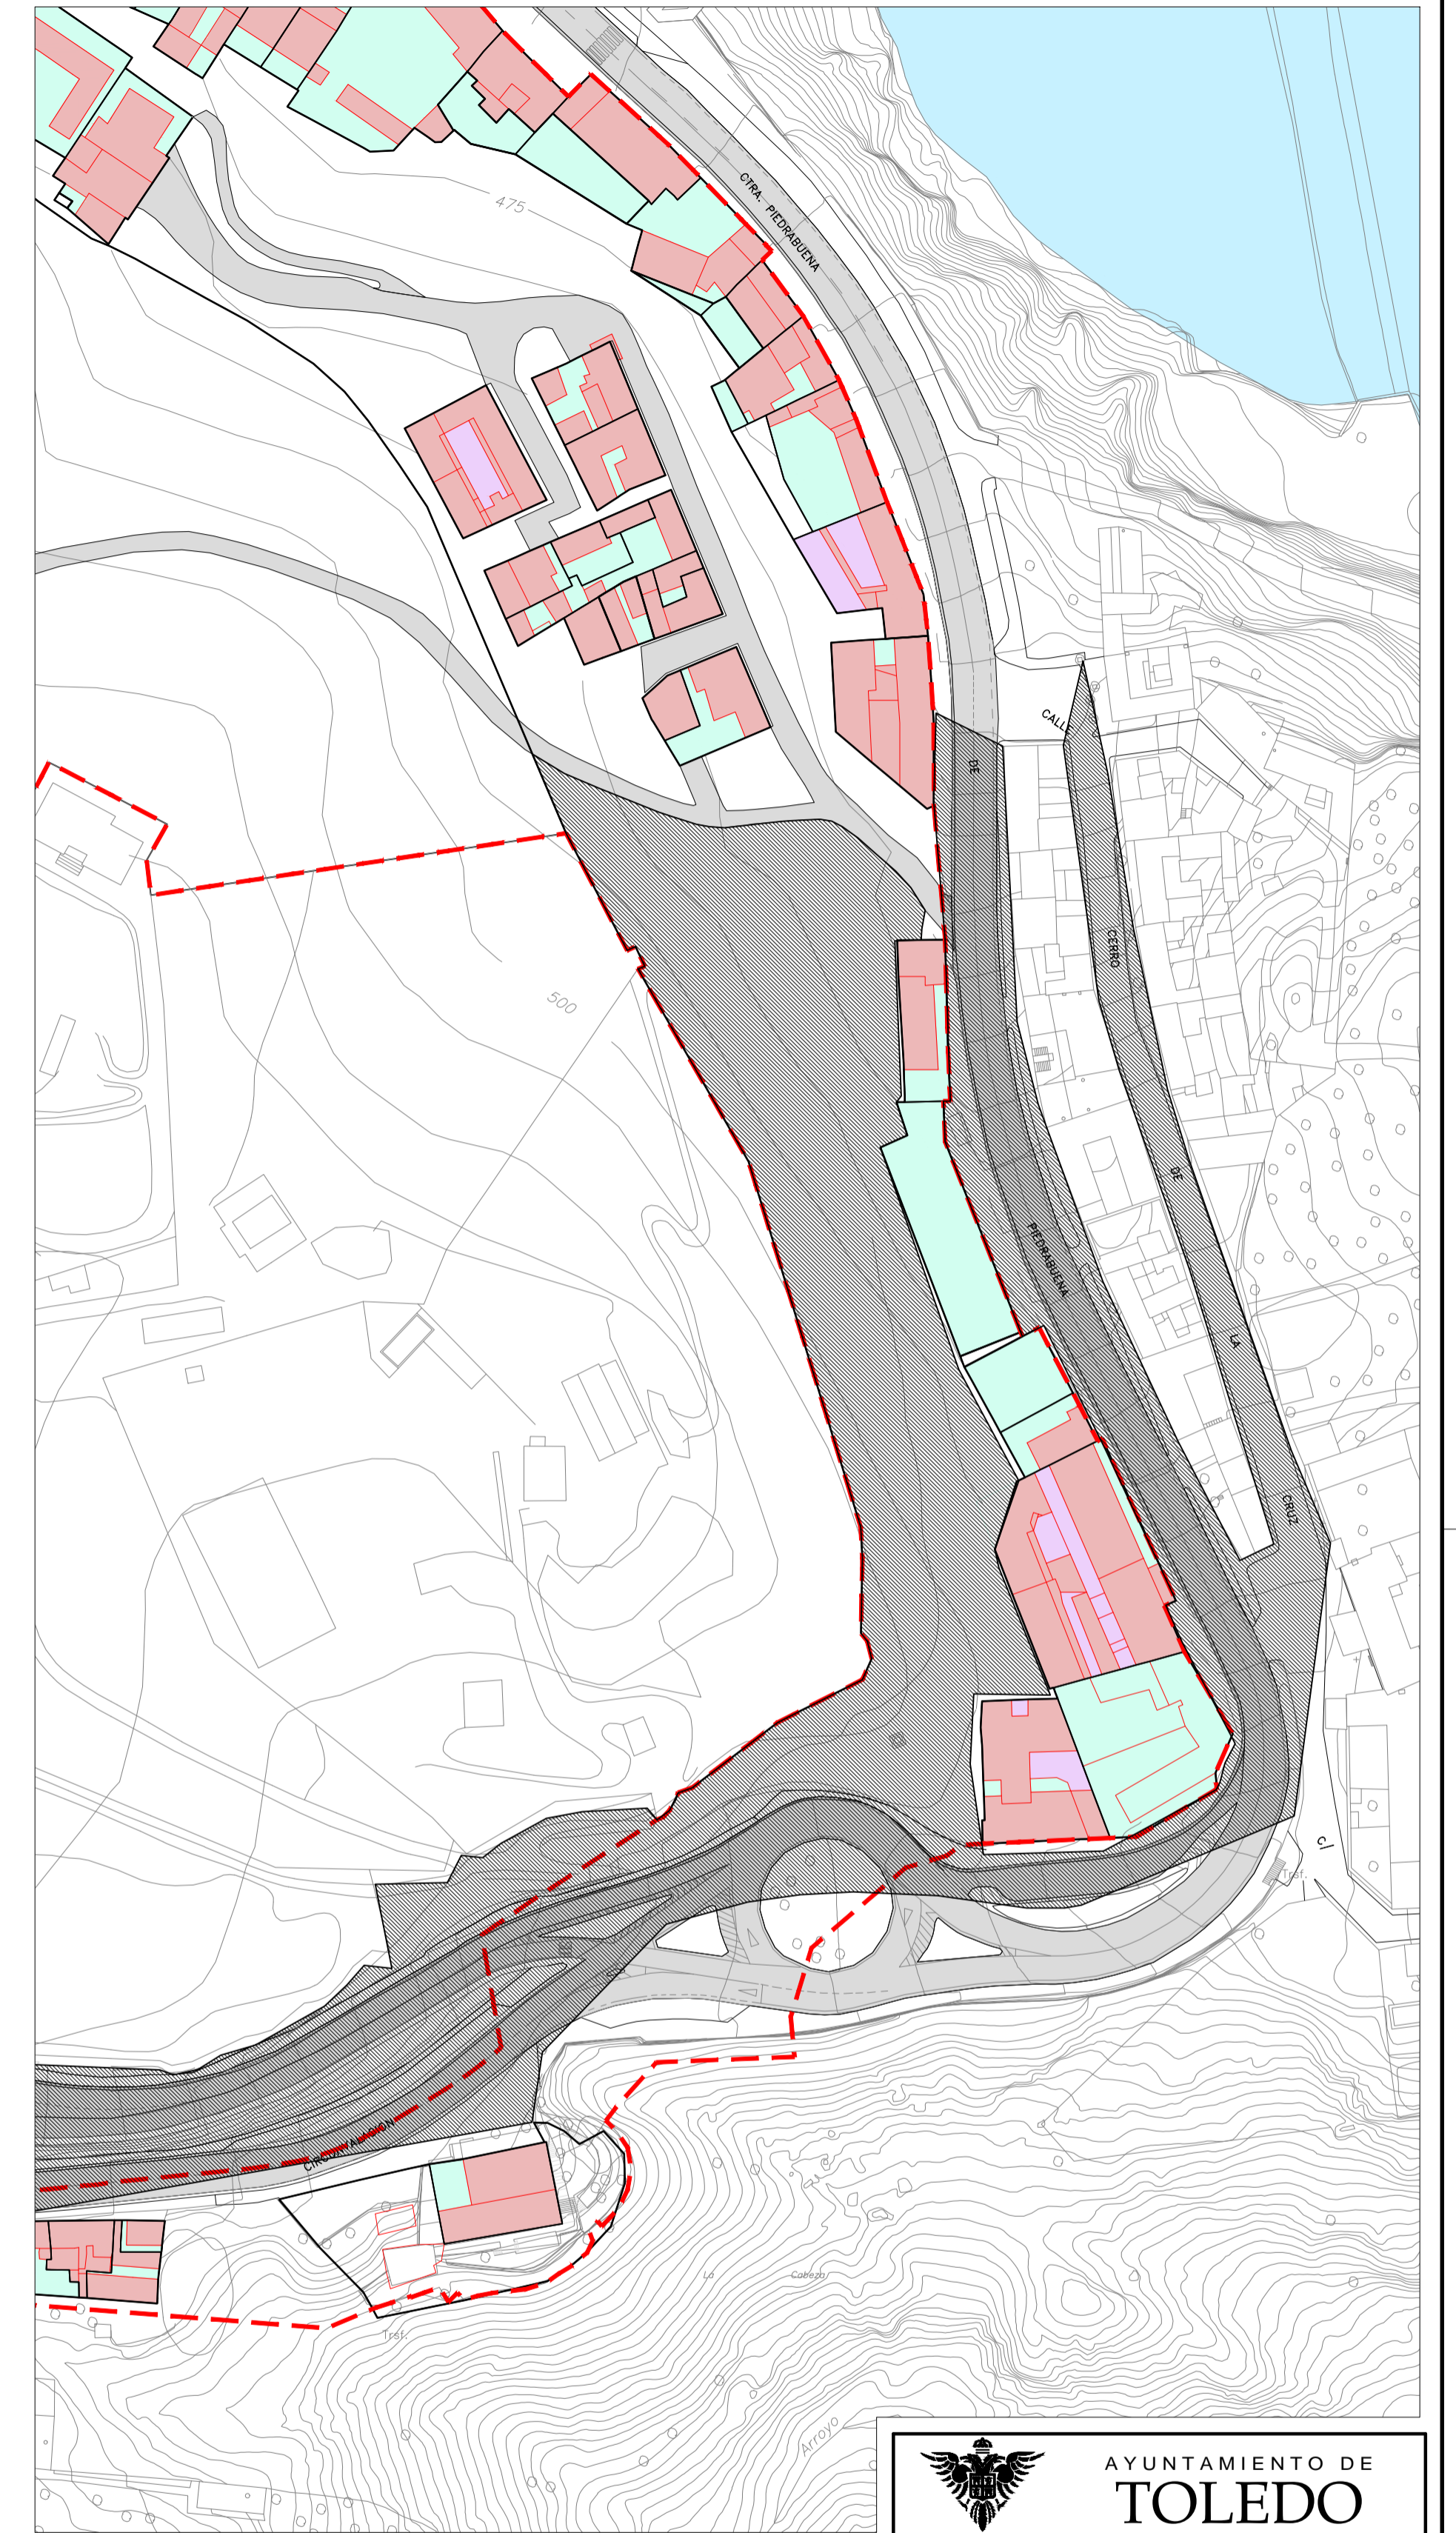 475
CTRA. PIEDRABUENA
CALLE
DE
CERRO
500
DE
PIEDRABUENA
LA
CRUZ
c/
Trsf.
CIRCUNVALACIÓN
La Cabeza
Trsf.
Arroyo
AYUNTAMIENTO DE
TOLEDO